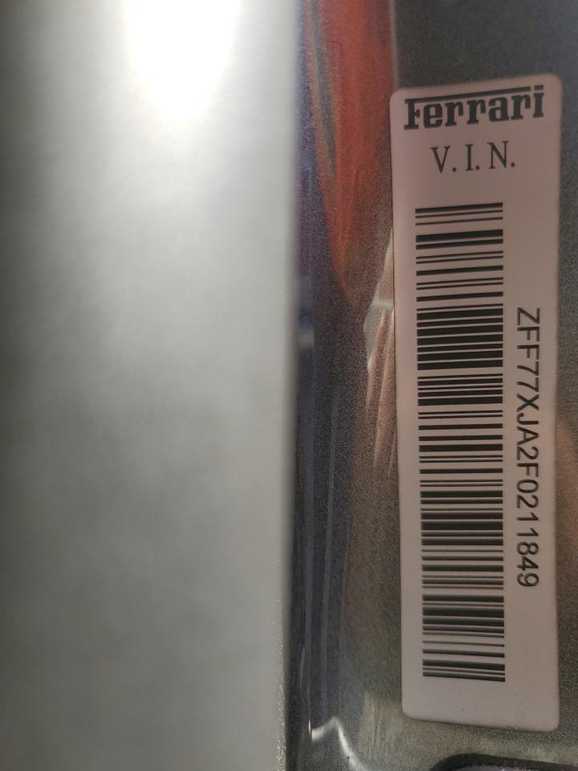 Ferrari
V. I. N.
ZFF77XJA2F0211849